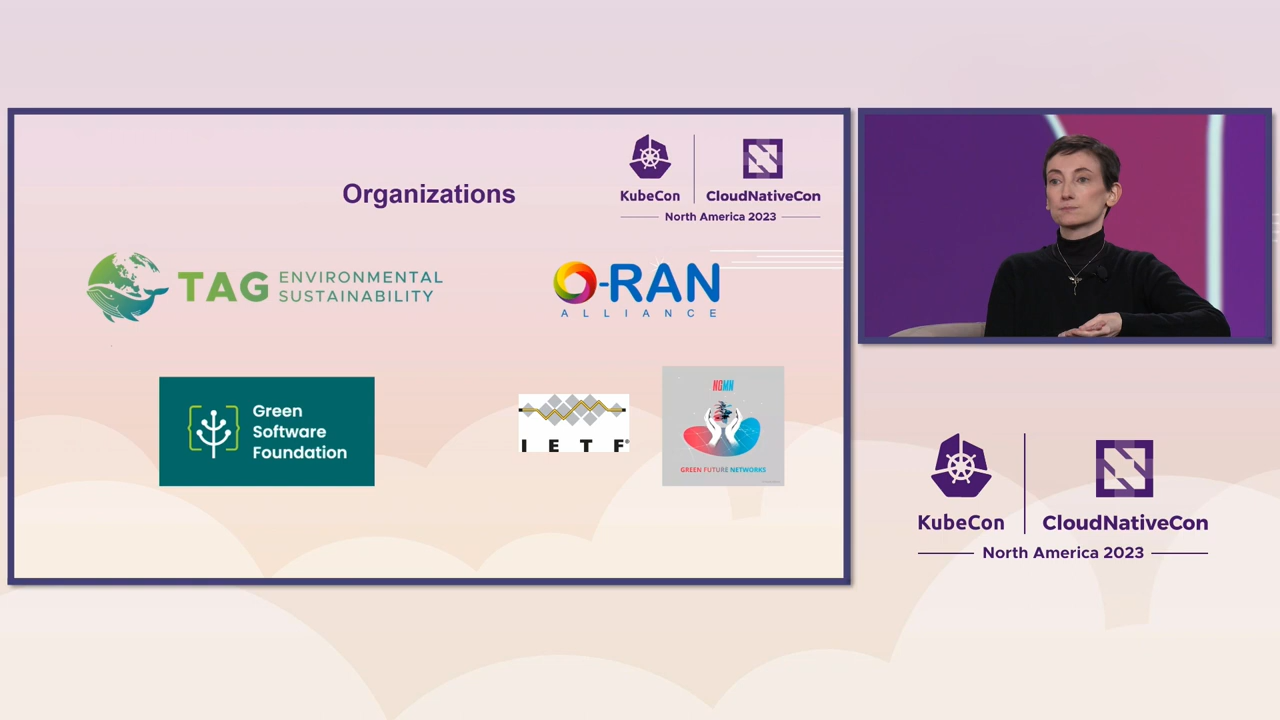 Organizations
KubeCon
CloudNativeCon
North America 2023
TAG ENVIRONMENTAL
SUSTAINABILITY
O-RAN
ALLIANCE
Green
Software
Foundation
IETF®
NGMN
GREEN FUTURE NETWORKS
KubeCon
CloudNativeCon
North America 2023